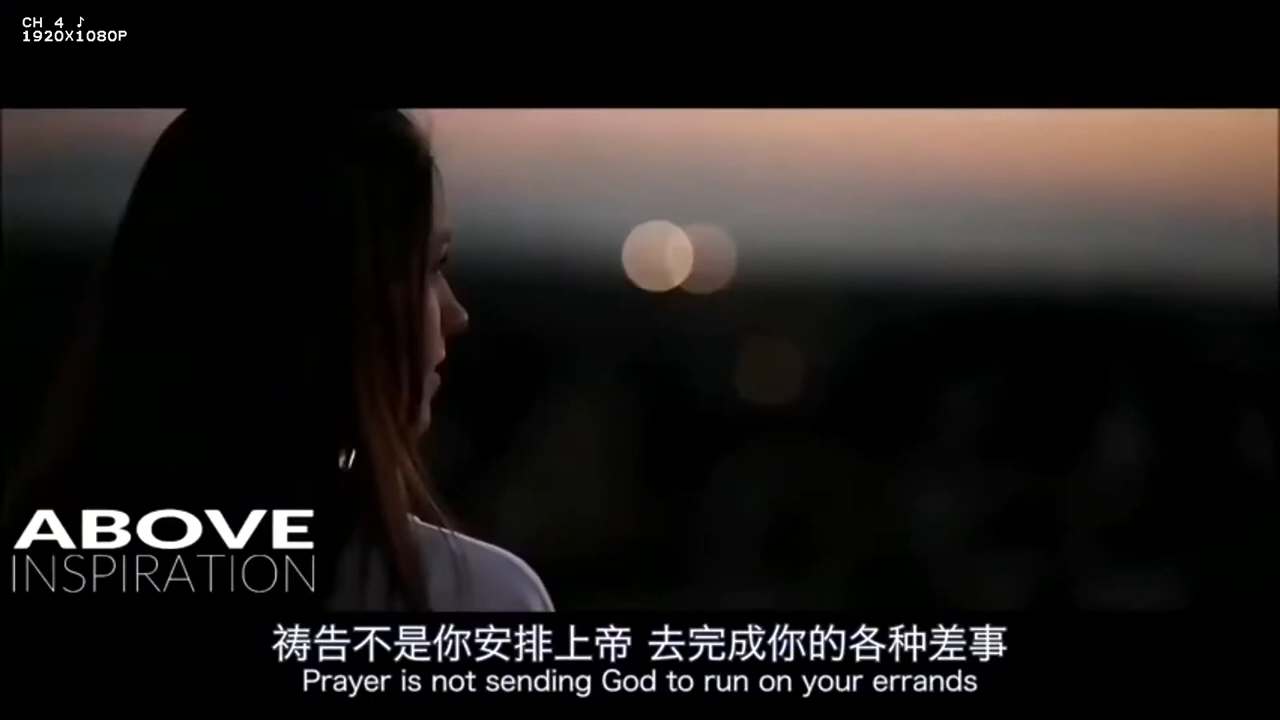 CH 4 ♪
1920X1080P
ABOVE
INSPIRATION
祷告不是你安排上帝 去完成你的各种差事
Prayer is not sending God to run on your errands